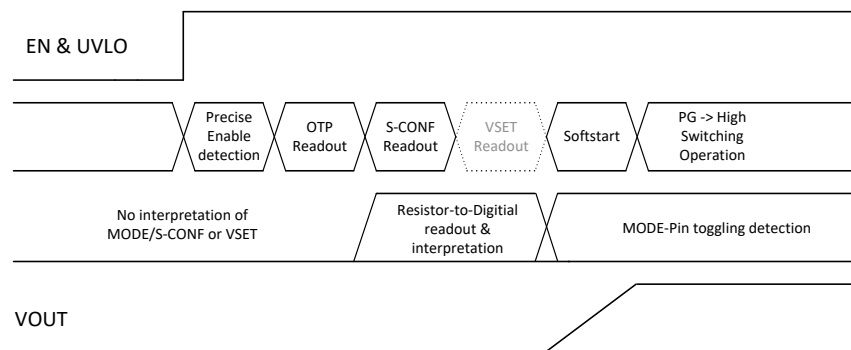 EN & UVLO
Precise
Enable
detection
OTP
Readout
S-CONF
Readout
VSET
Readout
Softstart
PG -> High
Switching
Operation
No interpretation of
MODE/S-CONF or VSET
Resistor-to-Digitial
readout &
interpretation
MODE-Pin toggling detection
VOUT